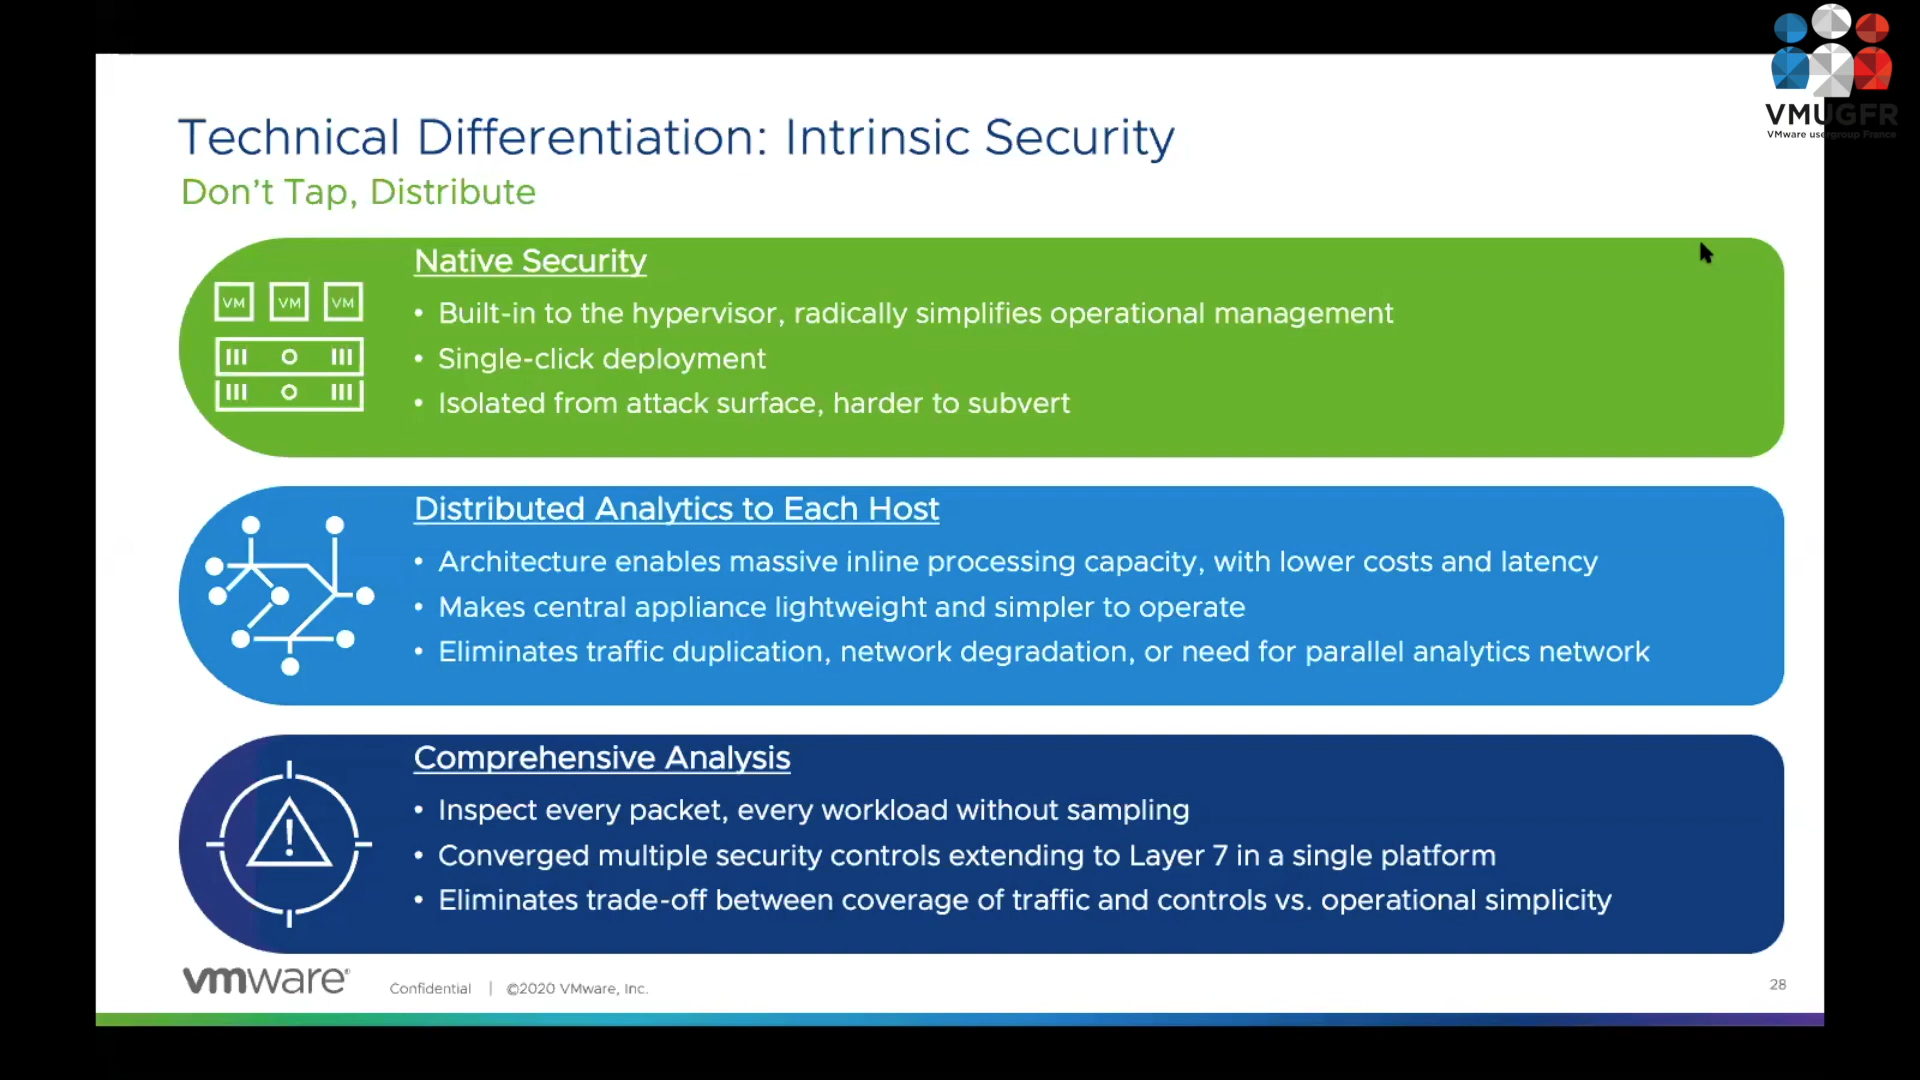 VMUGFR
VMware usergroup France
Technical Differentiation: Intrinsic Security
Don't Tap, Distribute
Native Security
VM VM VM
• Built-in to the hypervisor, radically simplifies operational management
• Single-click deployment
• Isolated from attack surface, harder to subvert
Distributed Analytics to Each Host
• Architecture enables massive inline processing capacity, with lower costs and latency
• Makes central appliance lightweight and simpler to operate
• Eliminates traffic duplication, network degradation, or need for parallel analytics network
Comprehensive Analysis
• Inspect every packet, every workload without sampling
• Converged multiple security controls extending to Layer 7 in a single platform
• Eliminates trade-off between coverage of traffic and controls vs. operational simplicity
vmware®
Confidential | ©2020 VMware, Inc.
28